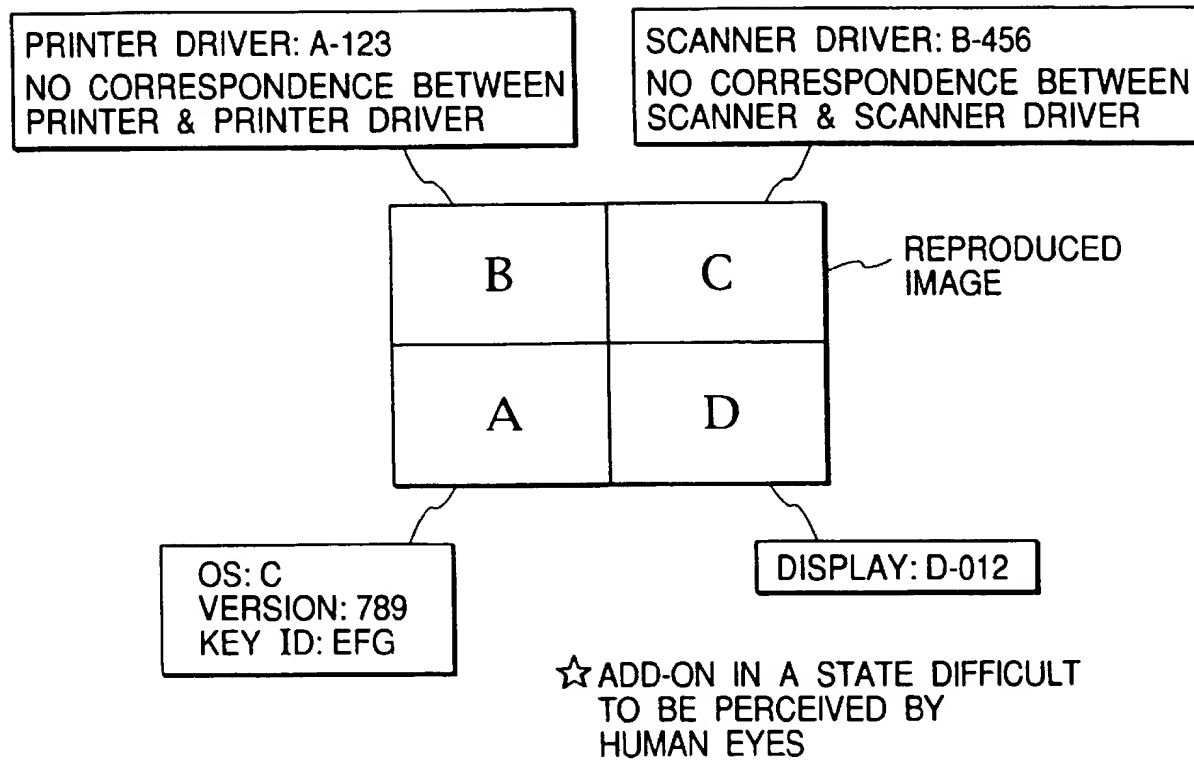 PRINTER DRIVER: A-123
NO CORRESPONDENCE BETWEEN
PRINTER & PRINTER DRIVER
SCANNER DRIVER: B-456
NO CORRESPONDENCE BETWEEN
SCANNER & SCANNER DRIVER
B
C
REPRODUCED
IMAGE
A
D
OS: C
VERSION: 789
KEY ID: EFG
DISPLAY: D-012
☆ ADD-ON IN A STATE DIFFICULT
TO BE PERCEIVED BY
HUMAN EYES